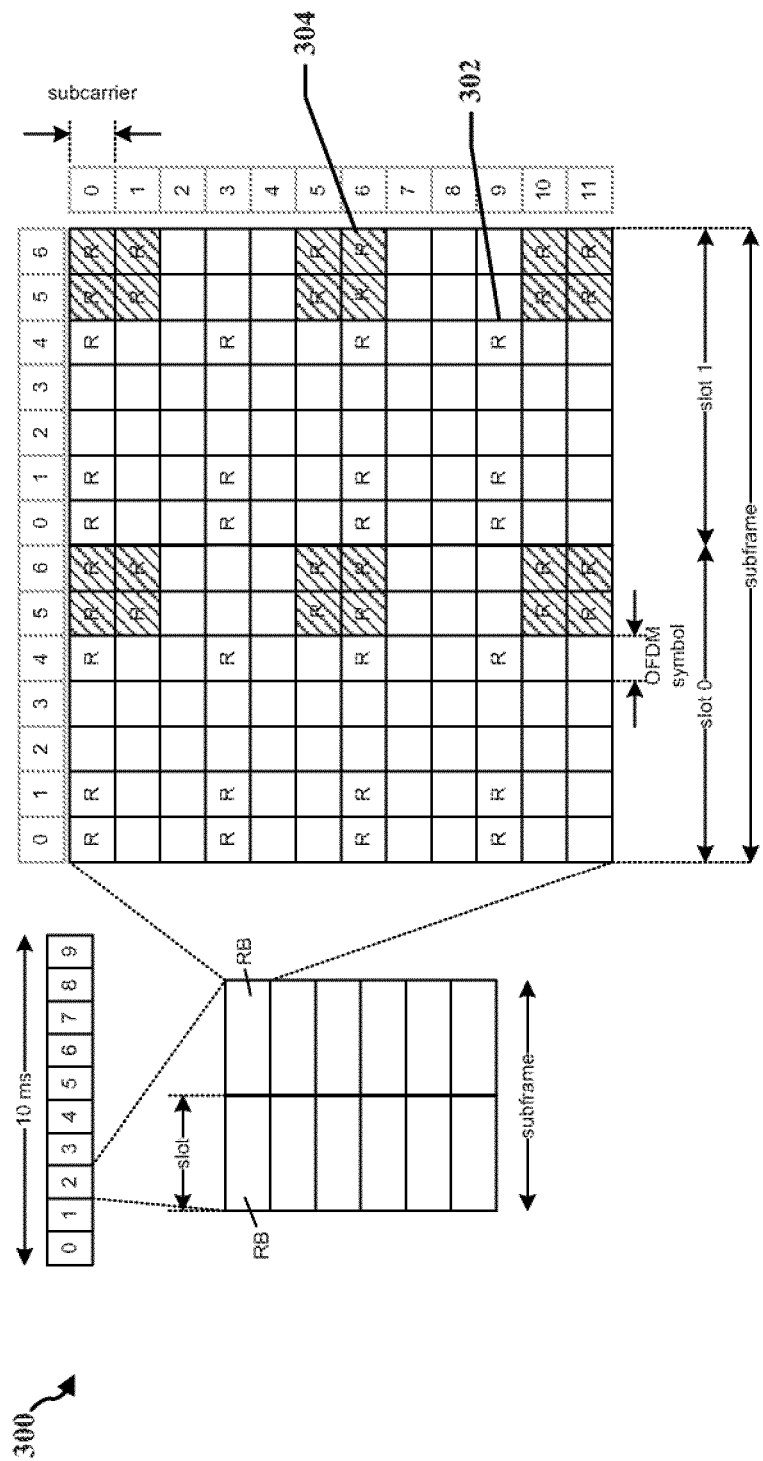 300
10 ms
0 1 2 3 4 5 6 7 8 9
slot
RB
RB
subframe
0 1 2 3 4 5 6 0 1 2 3 4 5 6
subcarrier
R R R R R R R R R R 0
R R R R 1
2
R R R R R R 3
4
R R R R 5
R R R R R R R R R R 6
7
8
R R R R R R 9
R R R R 10
R R R R 11
304
302
OFDM
symbol
slot 0
slot 1
subframe